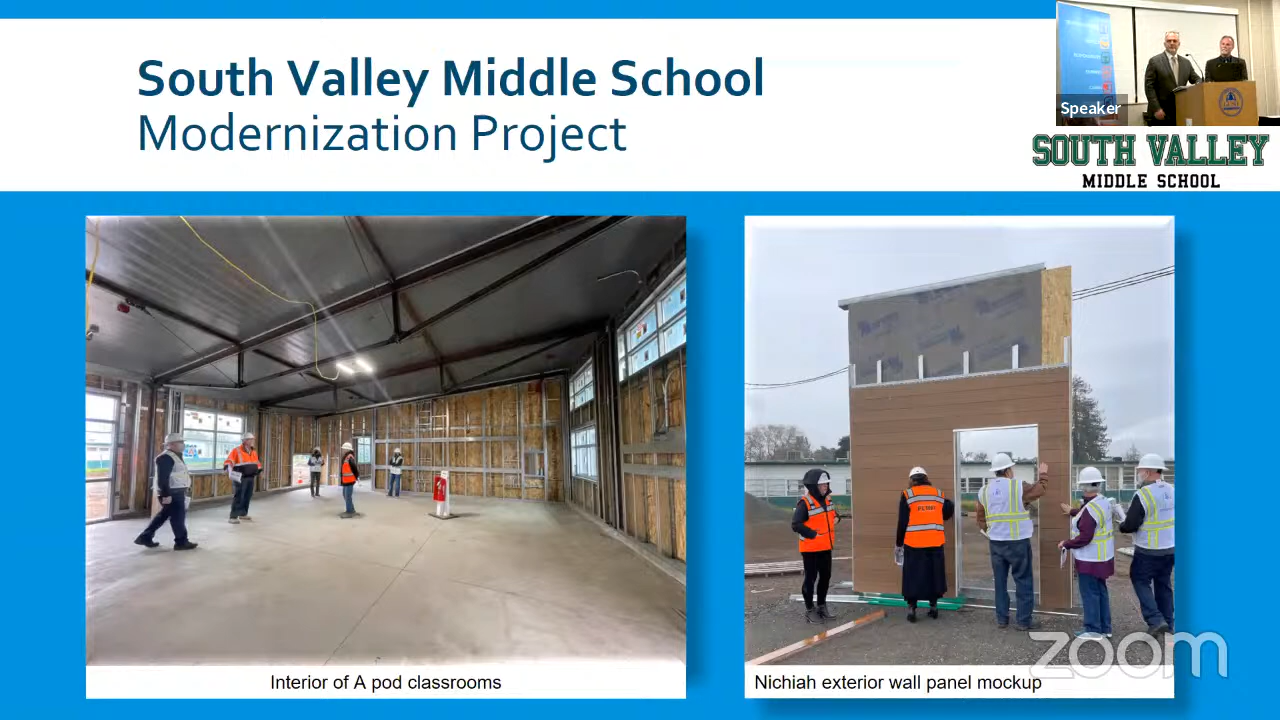 South Valley Middle School
Modernization Project
Speaker
SOUTH VALLEY
MIDDLE SCHOOL
Interior of A pod classrooms
Nichiah exterior wall panel mockup
zoom